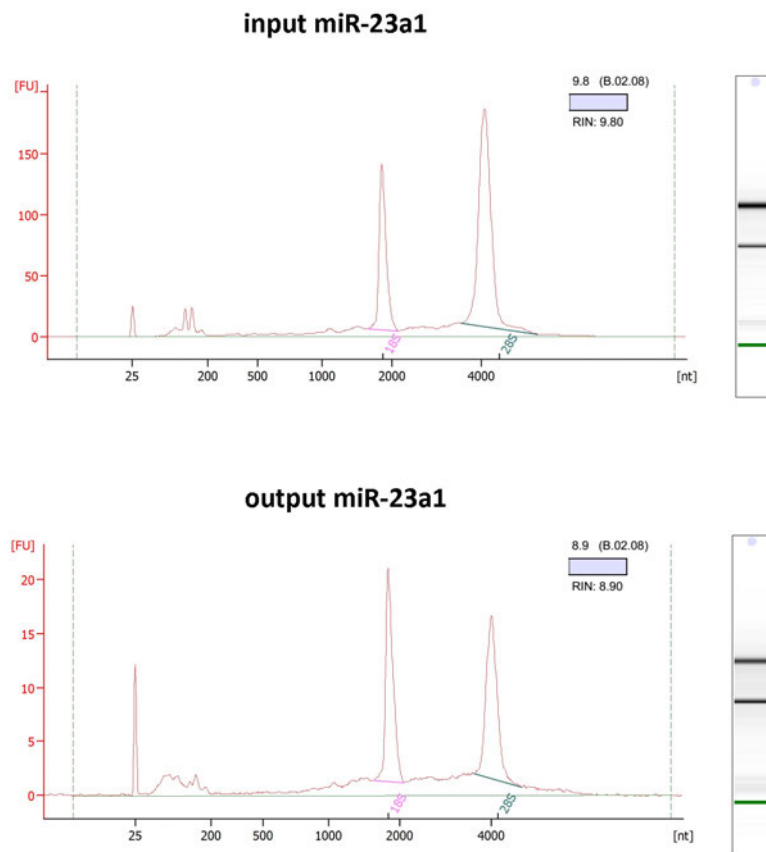 input miR-23a1
[FU]
9.8 (B.02.08)
RIN: 9.80
150
100
50
0
18S
28S
25 200 500 1000 2000 4000 [nt]
output miR-23a1
[FU]
8.9 (B.02.08)
RIN: 8.90
20
15
10
5
0
18S
28S
25 200 500 1000 2000 4000 [nt]